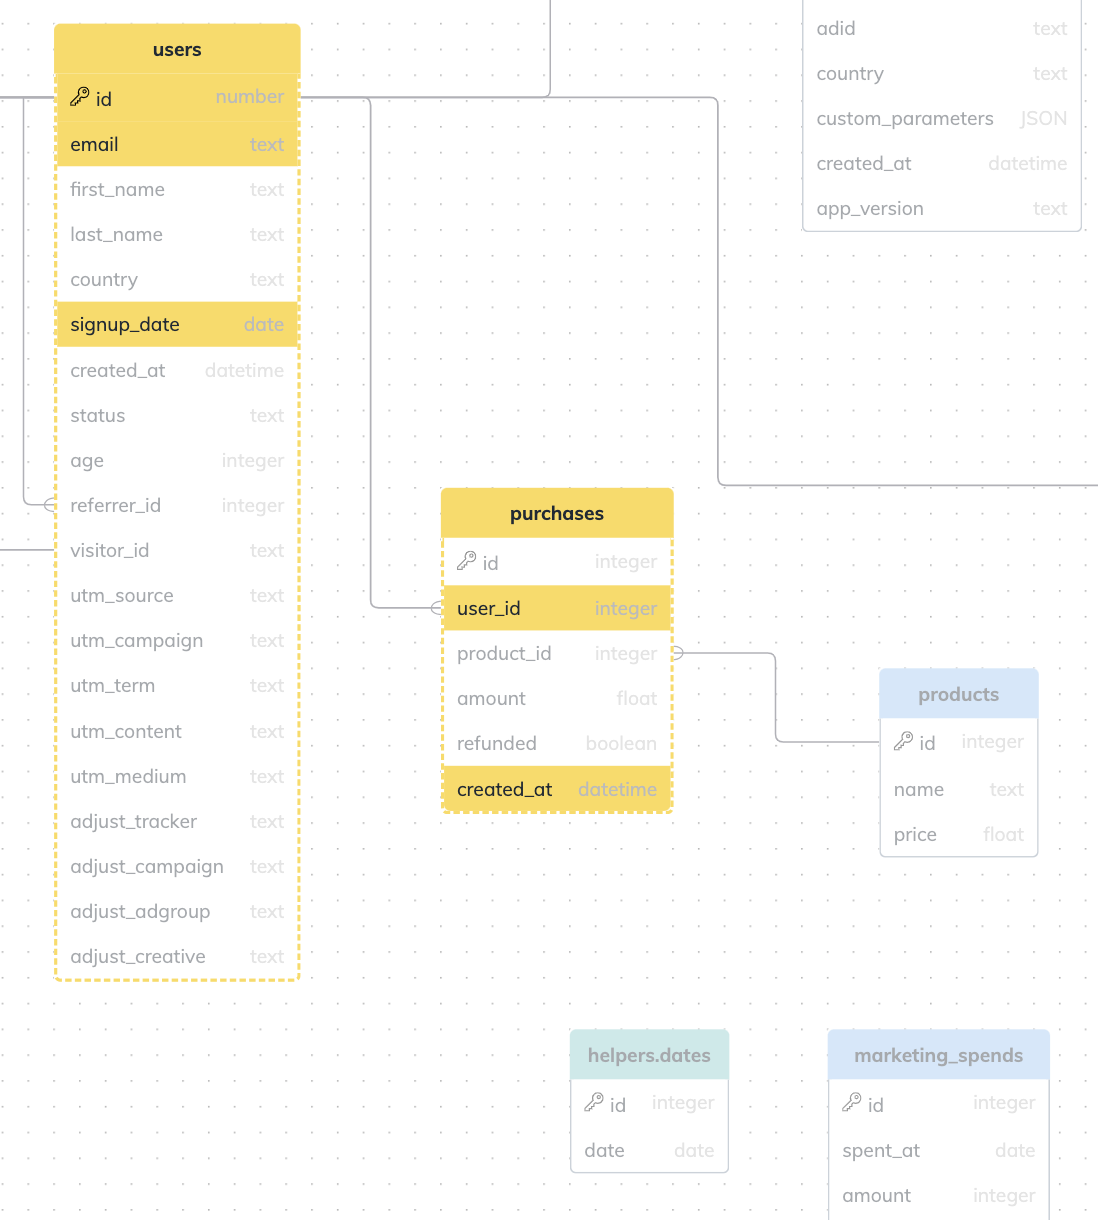 users
id number
email text
first_name text
last_name text
country text
signup_date date
created_at datetime
status text
age integer
referrer_id integer
visitor_id text
utm_source text
utm_campaign text
utm_term text
utm_content text
utm_medium text
adjust_tracker text
adjust_campaign text
adjust_adgroup text
adjust_creative text
adid text
country text
custom_parameters JSON
created_at datetime
app_version text
purchases
id integer
user_id integer
product_id integer
amount float
refunded boolean
created_at datetime
products
id integer
name text
price float
helpers.dates
id integer
date date
marketing_spends
id integer
spent_at date
amount integer